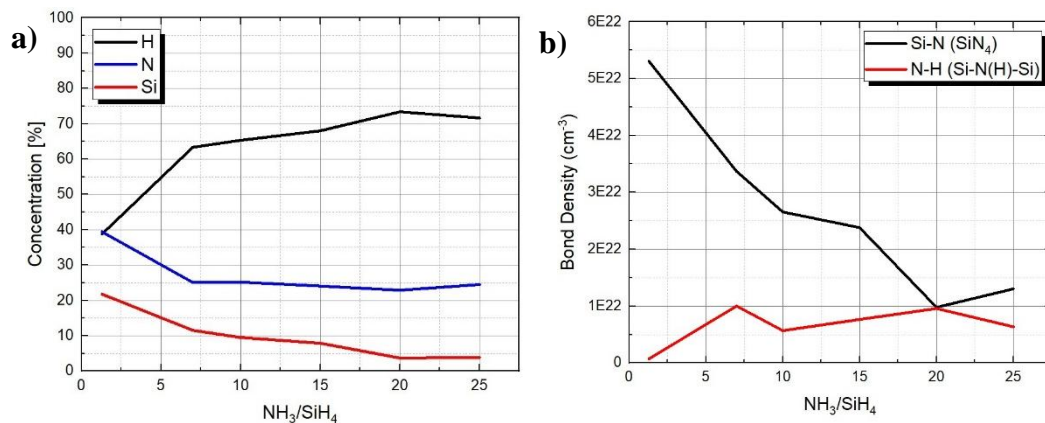 a)
100
90
80
70
60
50
40
30
20
10
0
Concentration [%]
H
N
Si
0 5 10 15 20 25
NH₃/SiH₄
b)
6E22
5E22
4E22
3E22
2E22
1E22
0
Bond Density (cm⁻³)
Si-N (SiN₄)
N-H (Si-N(H)-Si)
0 5 10 15 20 25
NH₃/SiH₄